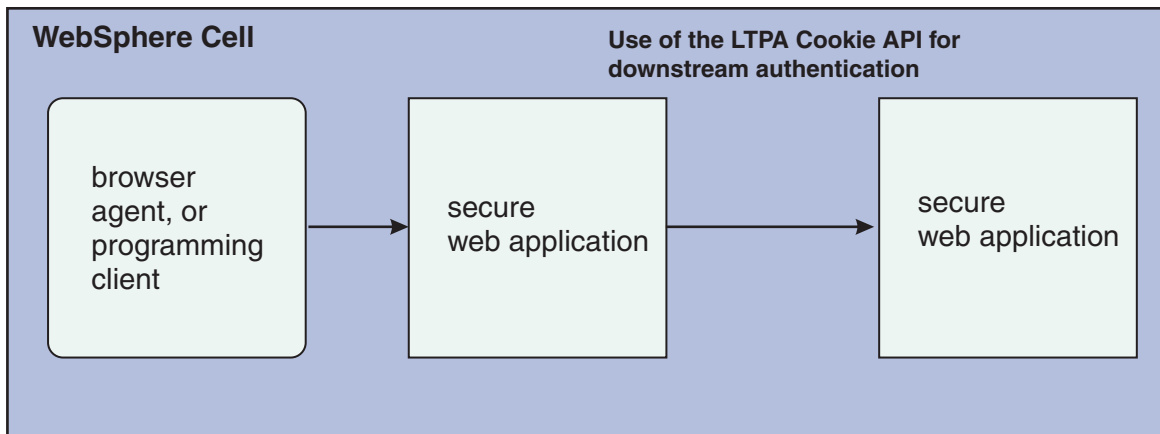 WebSphere Cell
Use of the LTPA Cookie API for
downstream authentication
browser
agent, or
programming
client
secure
web application
secure
web application